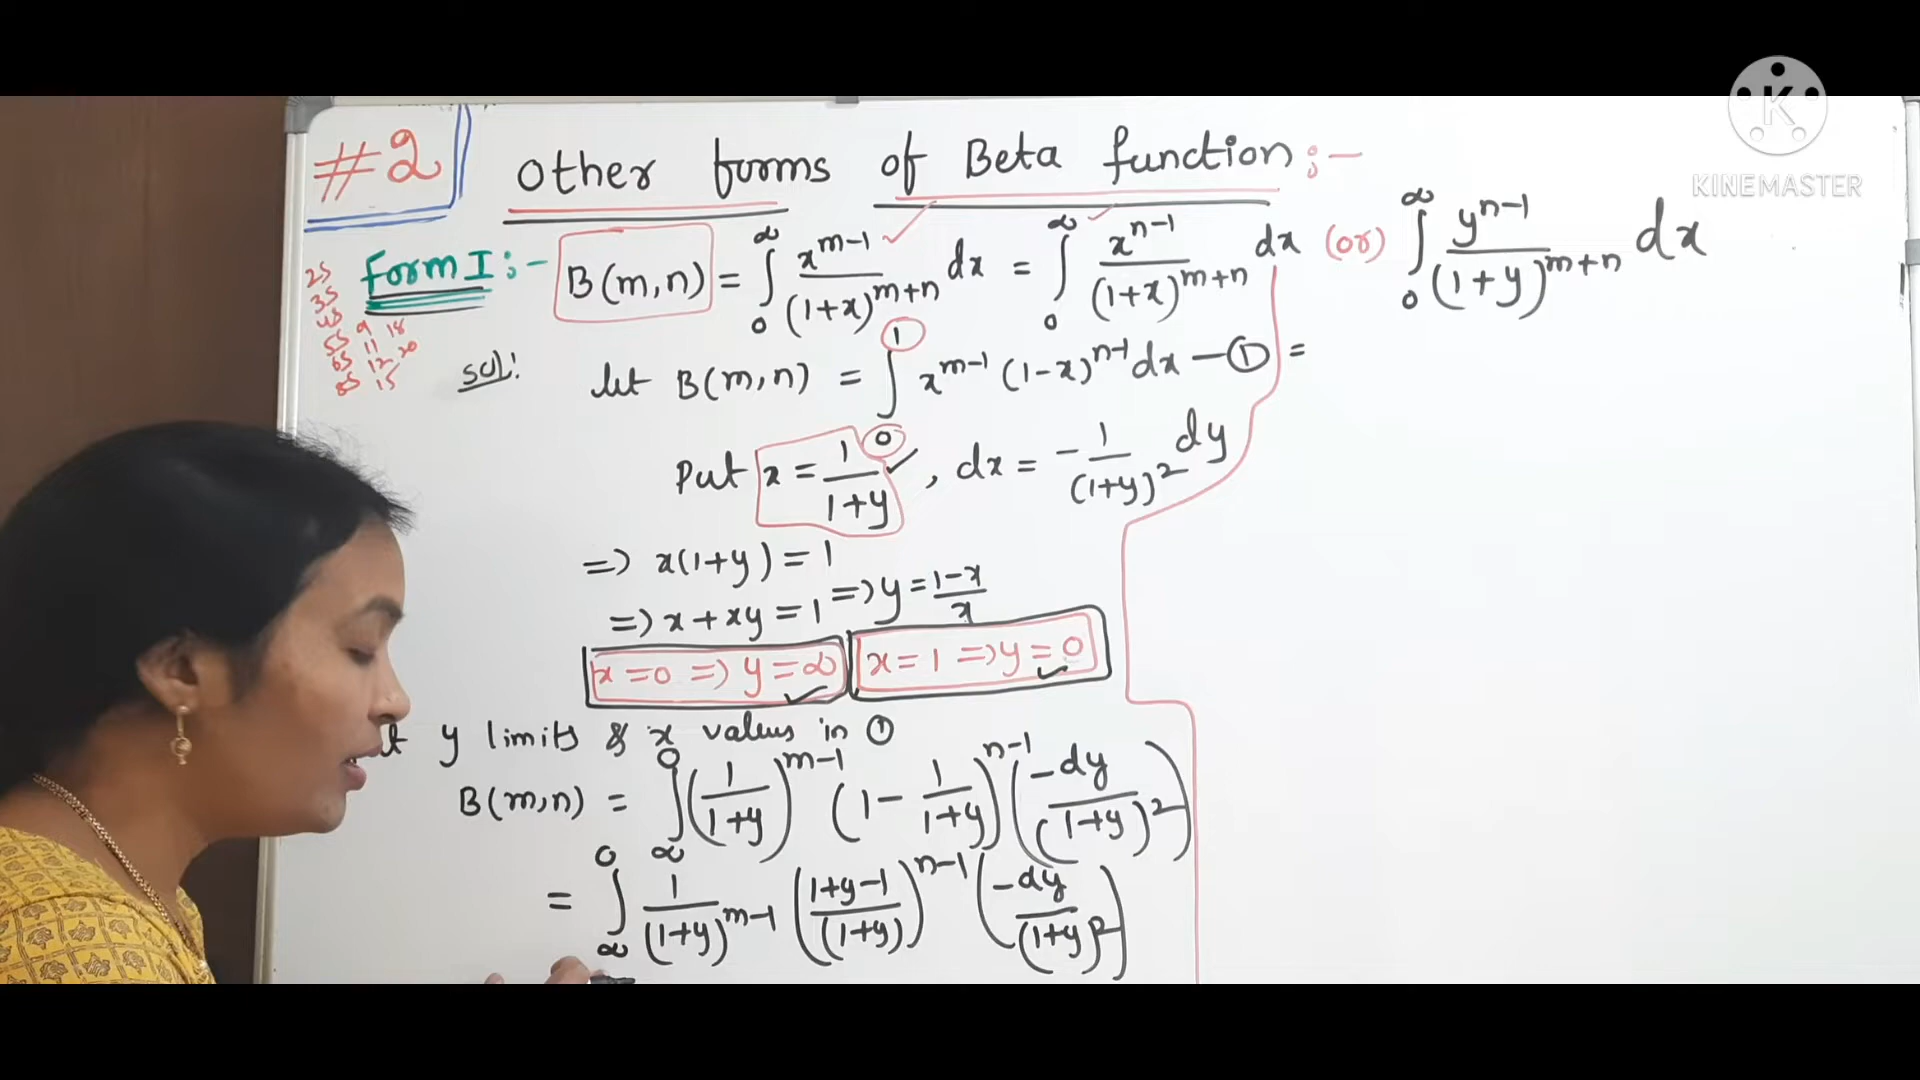 #2 Other forms of Beta function:-
KINEMASTER
Form I :- B(m,n) = ∫₀^∞ x^(m-1)/(1+x)^(m+n) dx = ∫₀^∞ x^(n-1)/(1+x)^(m+n) dx (or) ∫₀^∞ y^(n-1)/(1+y)^(m+n) dx
sol: let B(m,n) = ∫₀^1 x^(m-1) (1-x)^(n-1) dx — ① =
Put x = 1/(1+y) , dx = -1/(1+y)² dy
=> x(1+y) = 1
=> x + xy = 1 => y = (1-x)/x
x = 0 => y = ∞ x = 1 => y = 0
y limits & x values in ①
B(m,n) = ∫_∞^0 (1/(1+y))^(m-1) (1 - 1/(1+y))^(n-1) (-dy/(1+y)²)
= ∫_∞^0 1/(1+y)^(m-1) ((1+y-1)/(1+y))^(n-1) (-dy/(1+y)²)